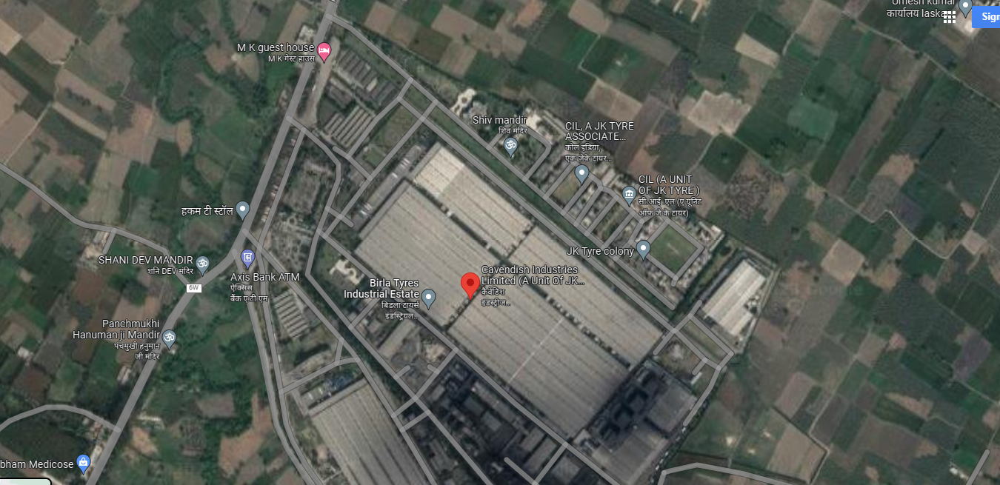 Umesh kumar
कार्यालय laska
Sign
M K guest house
M K गेस्ट हाउस
Shiv mandir
शिव मंदिर
CIL, A JK TYRE
ASSOCIATE...
कोल इंडिया,
एक जेके टायर...
CIL (A UNIT
OF JK TYRE )
सी.आई. एल (ए यूनिट
ऑफ़ जे के टायर)
हकम टी स्टॉल
JK Tyre colony
SHANI DEV MANDIR
शनि DEV मंदिर
Axis Bank ATM
ऐक्सिस
बैंक ए.टी.एम
6W
Cavendish Industries
Limited (A Unit Of JK...
कैवेंडिश
इंडस्ट्रीज...
Birla Tyres
Industrial Estate
बिड़ला टायर्स
इंडस्ट्रियल...
Panchmukhi
Hanuman ji Mandir
पंचमुखी हनुमान
जी मंदिर
bham Medicose